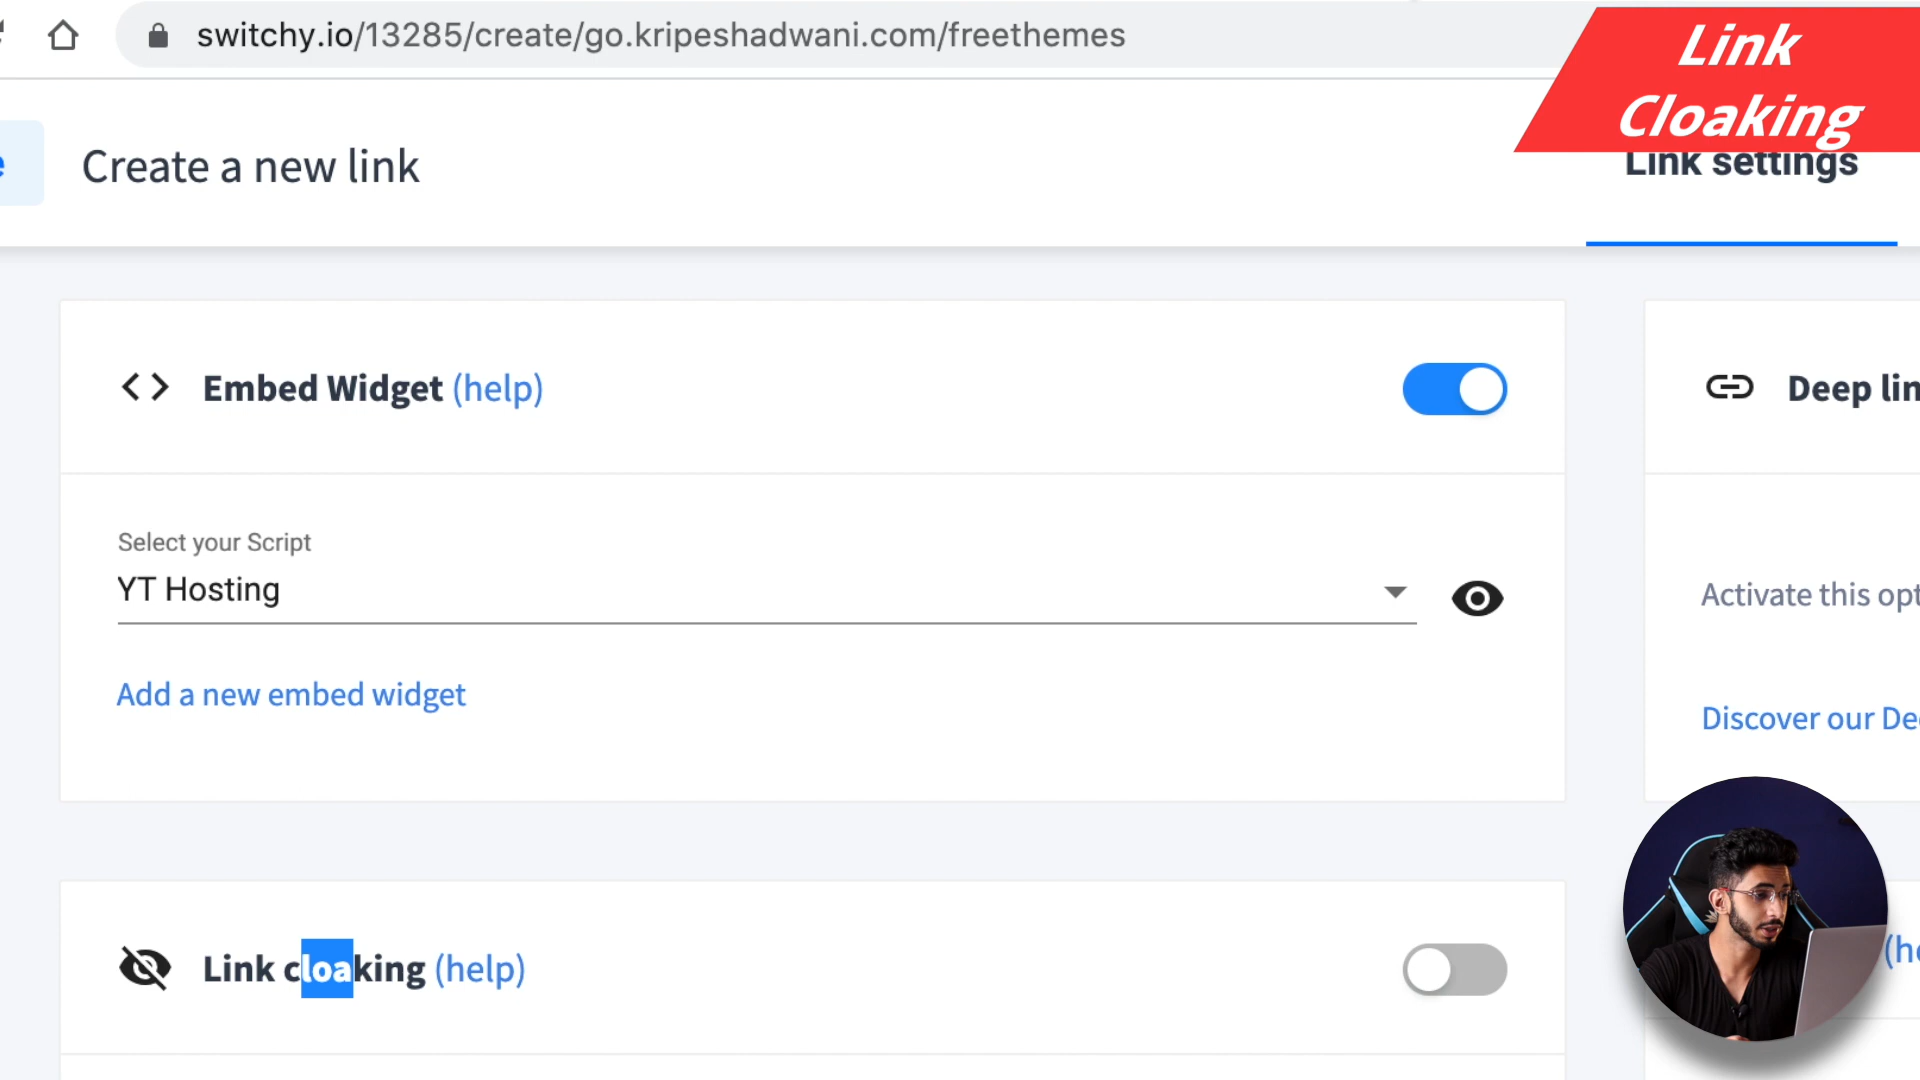 switchy.io/13285/create/go.kripeshadwani.com/freethemes
Link
Cloaking
Create a new link
Link settings
Embed Widget (help)
Deep lin
Select your Script
YT Hosting
Activate this opt
Add a new embed widget
Discover our De
Link cloaking (help)